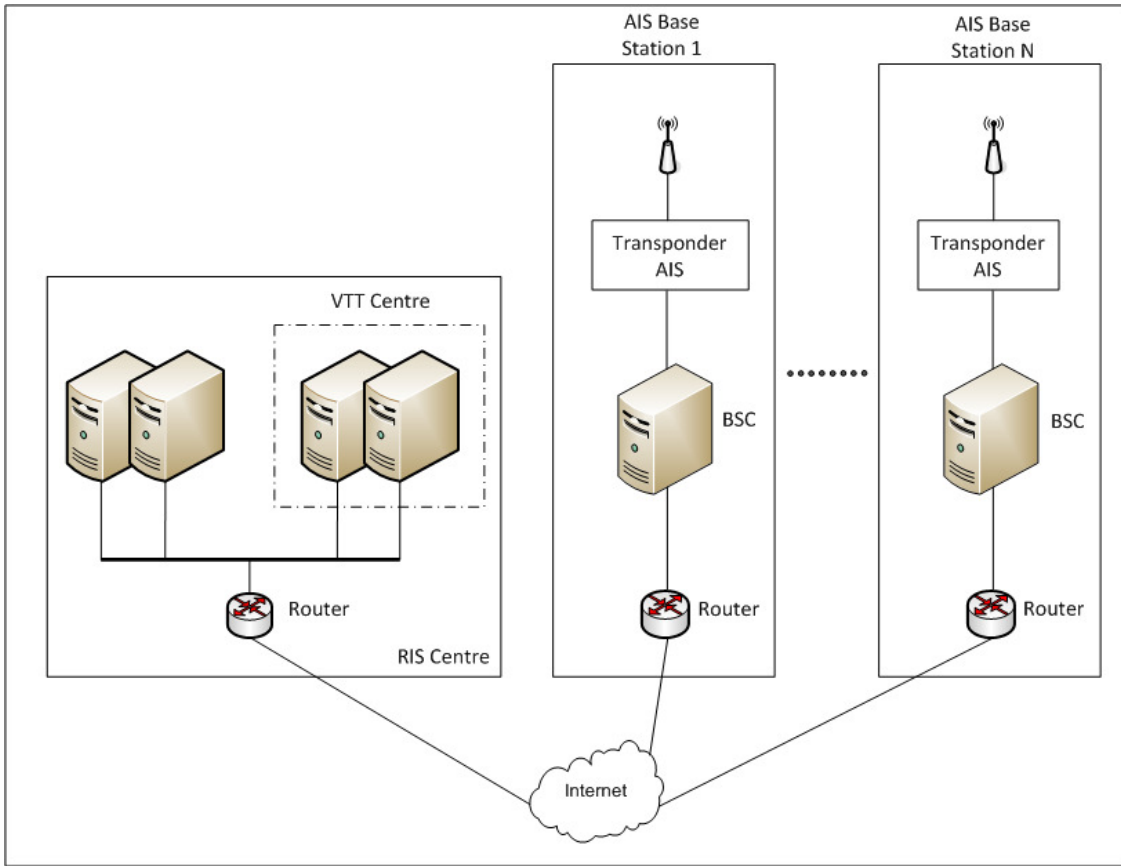 AIS Base
Station 1
AIS Base
Station N
Transponder
AIS
Transponder
AIS
VTT Centre
BSC
BSC
Router
RIS Centre
Router
Router
Internet